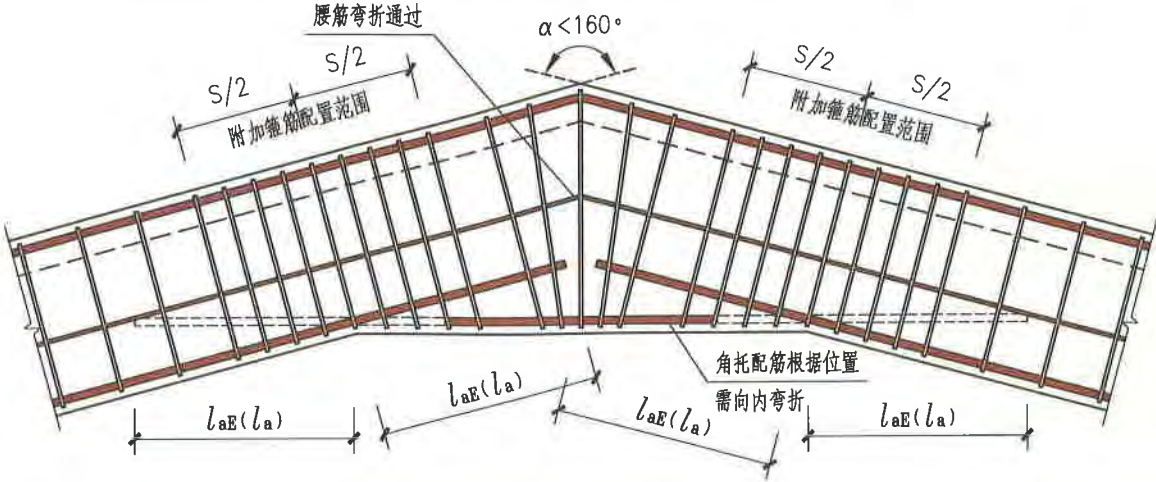 腰筋弯折通过
α<160°
S/2
S/2
附加箍筋配置范围
S/2
S/2
附加箍筋配置范围
角托配筋根据位置
需向内弯折
laE(la)
laE(la)
laE(la)
laE(la)